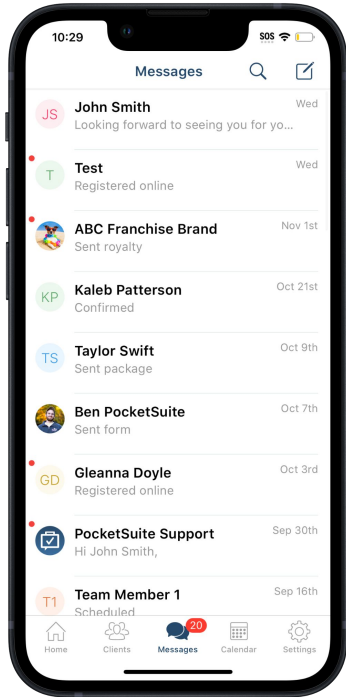 10:29
SOS
Messages
JS
John Smith
Wed
Looking forward to seeing you for yo...
T
Test
Wed
Registered online
ABC Franchise Brand
Nov 1st
Sent royalty
KP
Kaleb Patterson
Oct 21st
Confirmed
TS
Taylor Swift
Oct 9th
Sent package
Ben PocketSuite
Oct 7th
Sent form
GD
Gleanna Doyle
Oct 3rd
Registered online
PocketSuite Support
Sep 30th
Hi John Smith,
T1
Team Member 1
Sep 16th
Scheduled
20
Home
Clients
Messages
Calendar
Settings